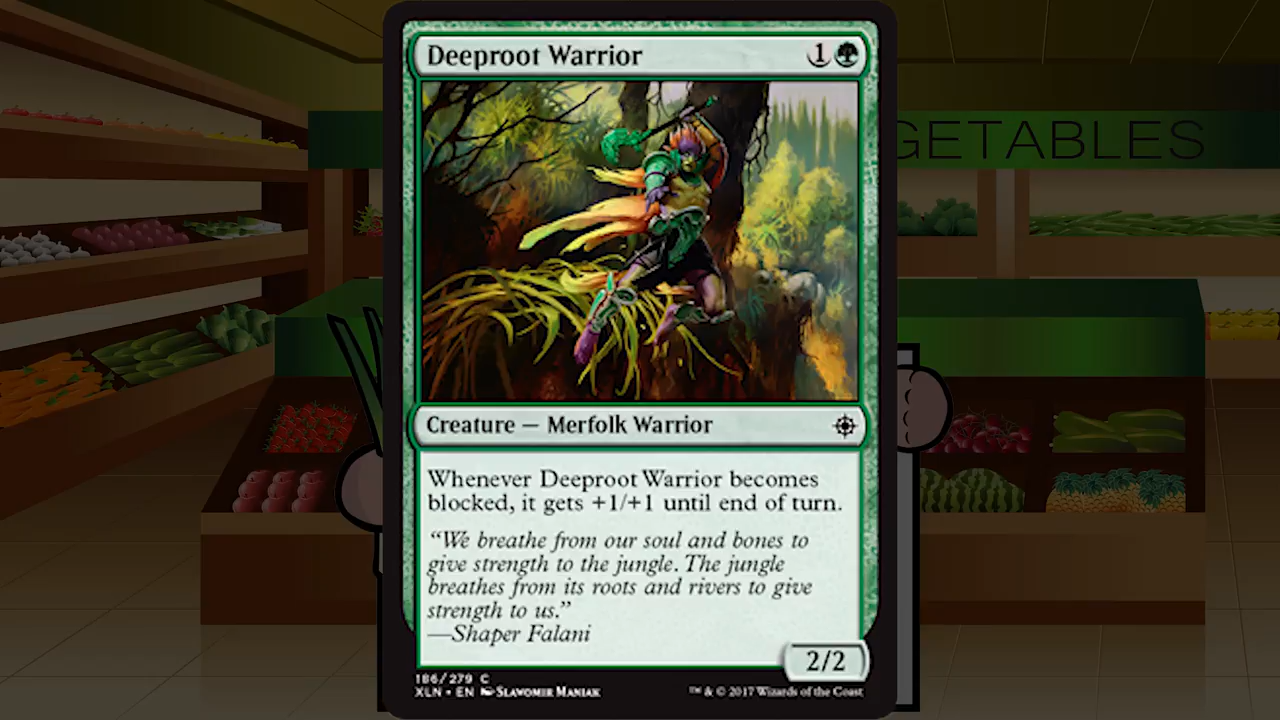 Deeproot Warrior 1
GETABLES
Creature — Merfolk Warrior
Whenever Deeproot Warrior becomes
blocked, it gets +1/+1 until end of turn.
“We breathe from our soul and bones to
give strength to the jungle. The jungle
breathes from its roots and rivers to give
strength to us.”
—Shaper Falani
2/2
186/279 C
XLN • EN Slawomir Maniak
™ & © 2017 Wizards of the Coast